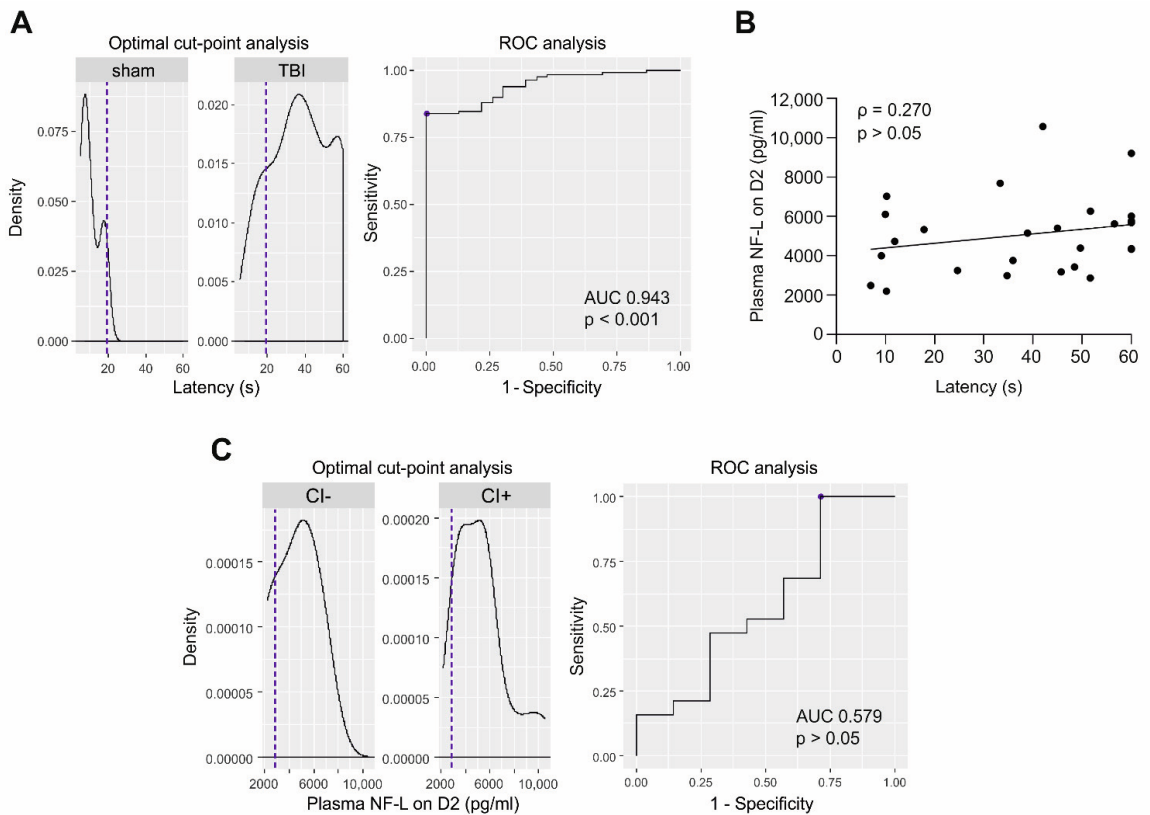 A
Optimal cut-point analysis
sham
TBI
0.075
0.050
0.025
0.000
0.020
0.015
0.010
0.005
0.000
Density
20 40 60
20 40 60
Latency (s)
ROC analysis
1.00
0.75
0.50
0.25
0.00
Sensitivity
AUC 0.943
p < 0.001
0.00 0.25 0.50 0.75 1.00
1 - Specificity
B
12,000
10,000
8000
6000
4000
2000
0
Plasma NF-L on D2 (pg/ml)
ρ = 0.270
p > 0.05
0 10 20 30 40 50 60
Latency (s)
C
Optimal cut-point analysis
CI-
CI+
0.00015
0.00010
0.00005
0.00000
0.00020
0.00015
0.00010
0.00005
0.00000
Density
2000 6000 10,000
2000 6000 10,000
Plasma NF-L on D2 (pg/ml)
ROC analysis
1.00
0.75
0.50
0.25
0.00
Sensitivity
AUC 0.579
p > 0.05
0.00 0.25 0.50 0.75 1.00
1 - Specificity